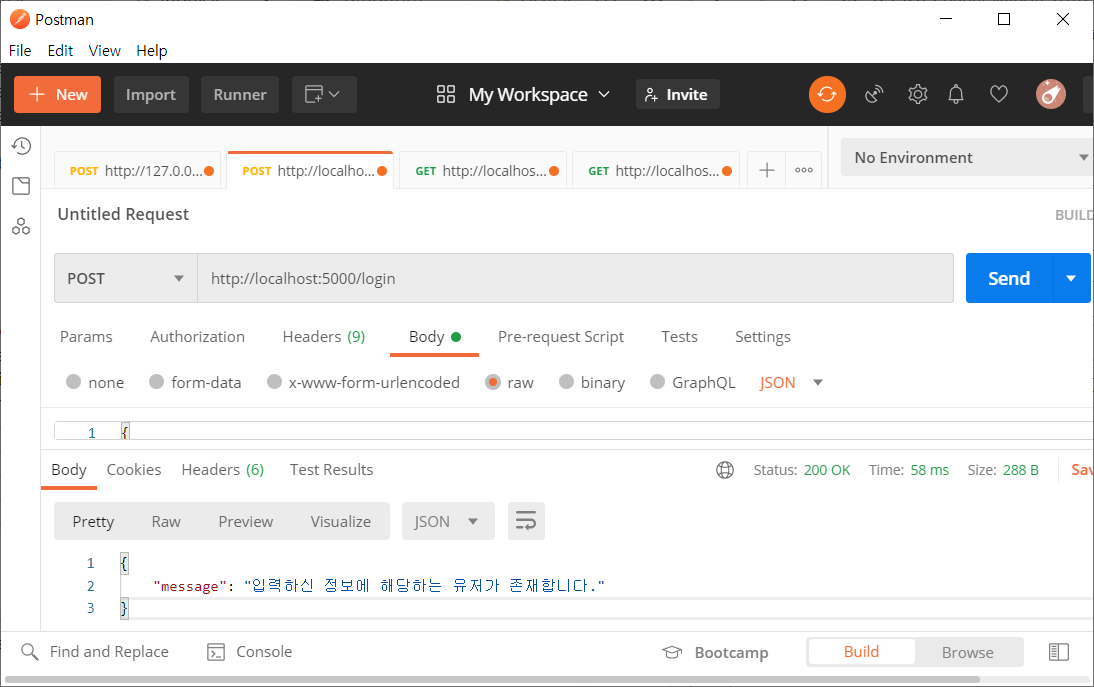 Postman
File Edit View Help
New Import Runner My Workspace Invite
POST http://127.0.0... POST http://localho... GET http://localhos... GET http://localhos... No Environment
Untitled Request BUILD
POST http://localhost:5000/login Send
Params Authorization Headers (9) Body Pre-request Script Tests Settings
none form-data x-www-form-urlencoded raw binary GraphQL JSON
1 {
Body Cookies Headers (6) Test Results Status: 200 OK Time: 58 ms Size: 288 B Sav
Pretty Raw Preview Visualize JSON
1 {
2 "message": "입력하신 정보에 해당하는 유저가 존재합니다."
3 }
Find and Replace Console Bootcamp Build Browse